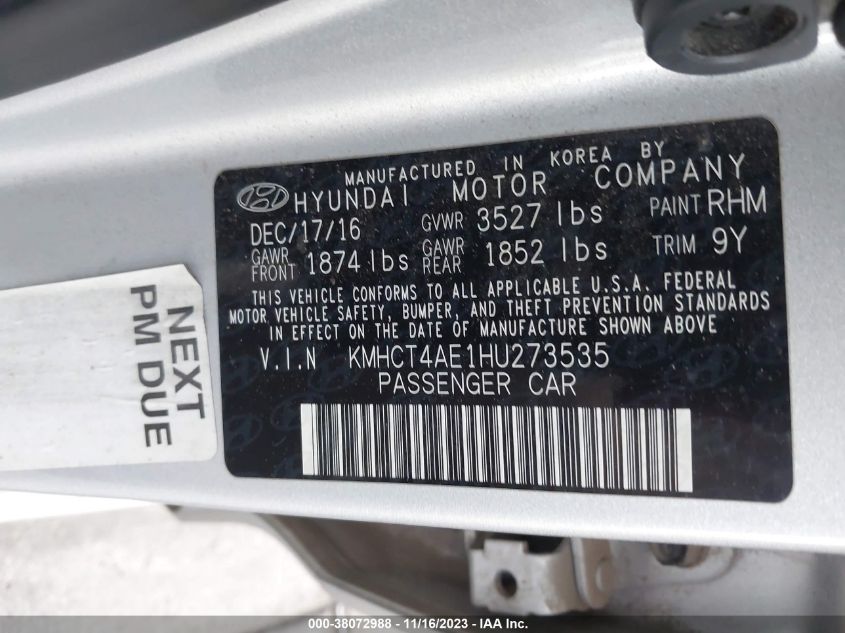 MANUFACTURED IN KOREA BY
HYUNDAI MOTOR COMPANY
DEC/17/16 GVWR 3527 lbs PAINT RHM
GAWR FRONT 1874 lbs GAWR REAR 1852 lbs TRIM 9Y
THIS VEHICLE CONFORMS TO ALL APPLICABLE U.S.A. FEDERAL
MOTOR VEHICLE SAFETY, BUMPER, AND THEFT PREVENTION STANDARDS
IN EFFECT ON THE DATE OF MANUFACTURE SHOWN ABOVE
V.I.N KMHCT4AE1HU273535
PASSENGER CAR
NEXT
PM DUE
000-38072988 - 11/16/2023 - IAA Inc.